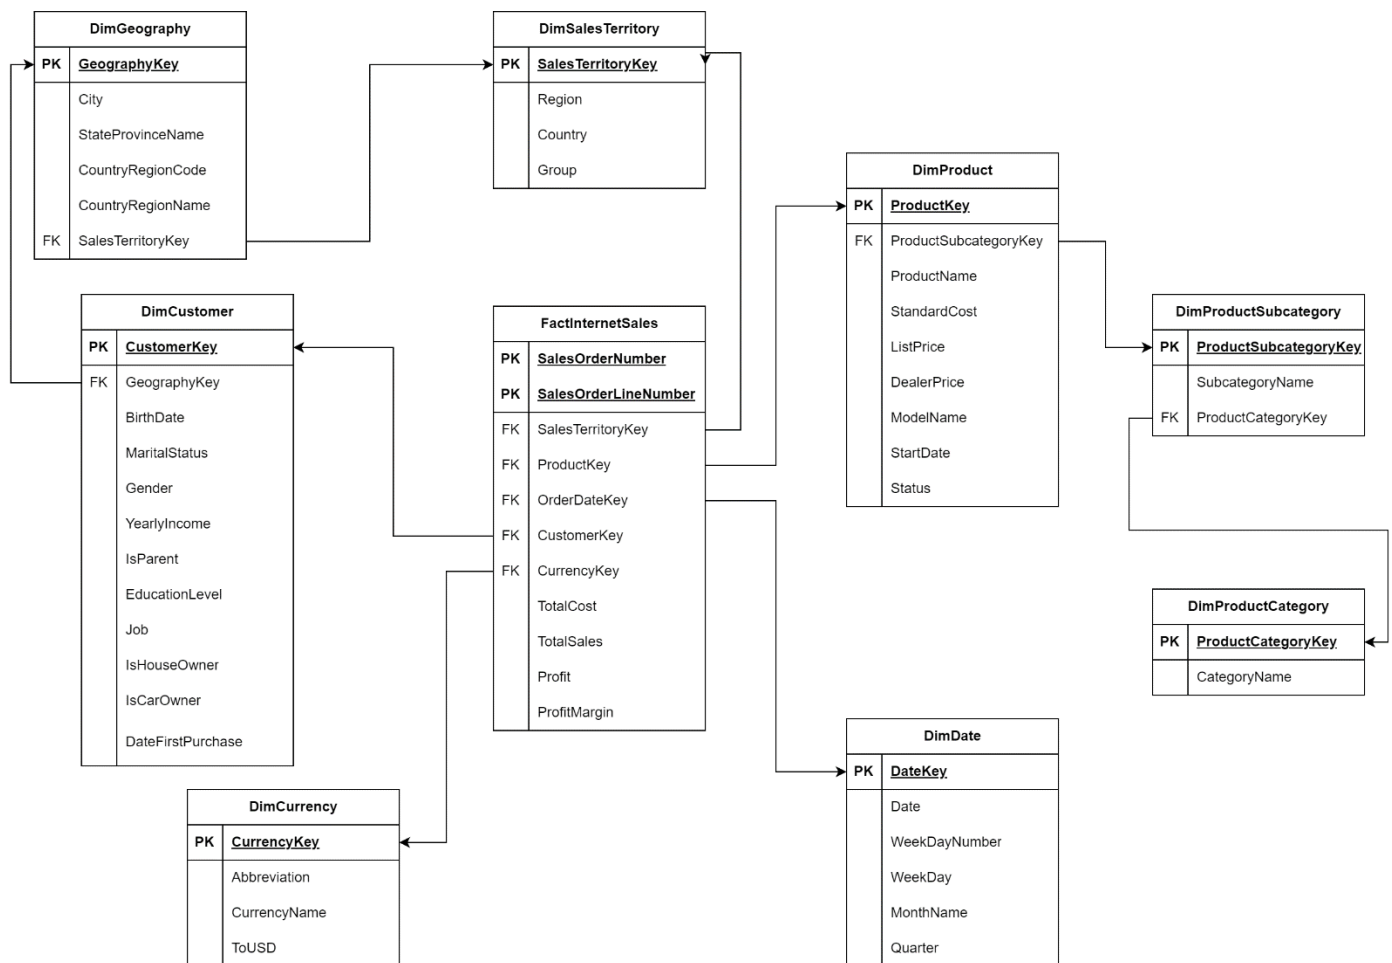 DimGeography
PK GeographyKey
City
StateProvinceName
CountryRegionCode
CountryRegionName
FK SalesTerritoryKey
DimSalesTerritory
PK SalesTerritoryKey
Region
Country
Group
DimProduct
PK ProductKey
FK ProductSubcategoryKey
ProductName
StandardCost
ListPrice
DealerPrice
ModelName
StartDate
Status
DimCustomer
PK CustomerKey
FK GeographyKey
BirthDate
MaritalStatus
Gender
YearlyIncome
IsParent
EducationLevel
Job
IsHouseOwner
IsCarOwner
DateFirstPurchase
FactInternetSales
PK SalesOrderNumber
PK SalesOrderLineNumber
FK SalesTerritoryKey
FK ProductKey
FK OrderDateKey
FK CustomerKey
FK CurrencyKey
TotalCost
TotalSales
Profit
ProfitMargin
DimProductSubcategory
PK ProductSubcategoryKey
SubcategoryName
FK ProductCategoryKey
DimProductCategory
PK ProductCategoryKey
CategoryName
DimCurrency
PK CurrencyKey
Abbreviation
CurrencyName
ToUSD
DimDate
PK DateKey
Date
WeekDayNumber
WeekDay
MonthName
Quarter